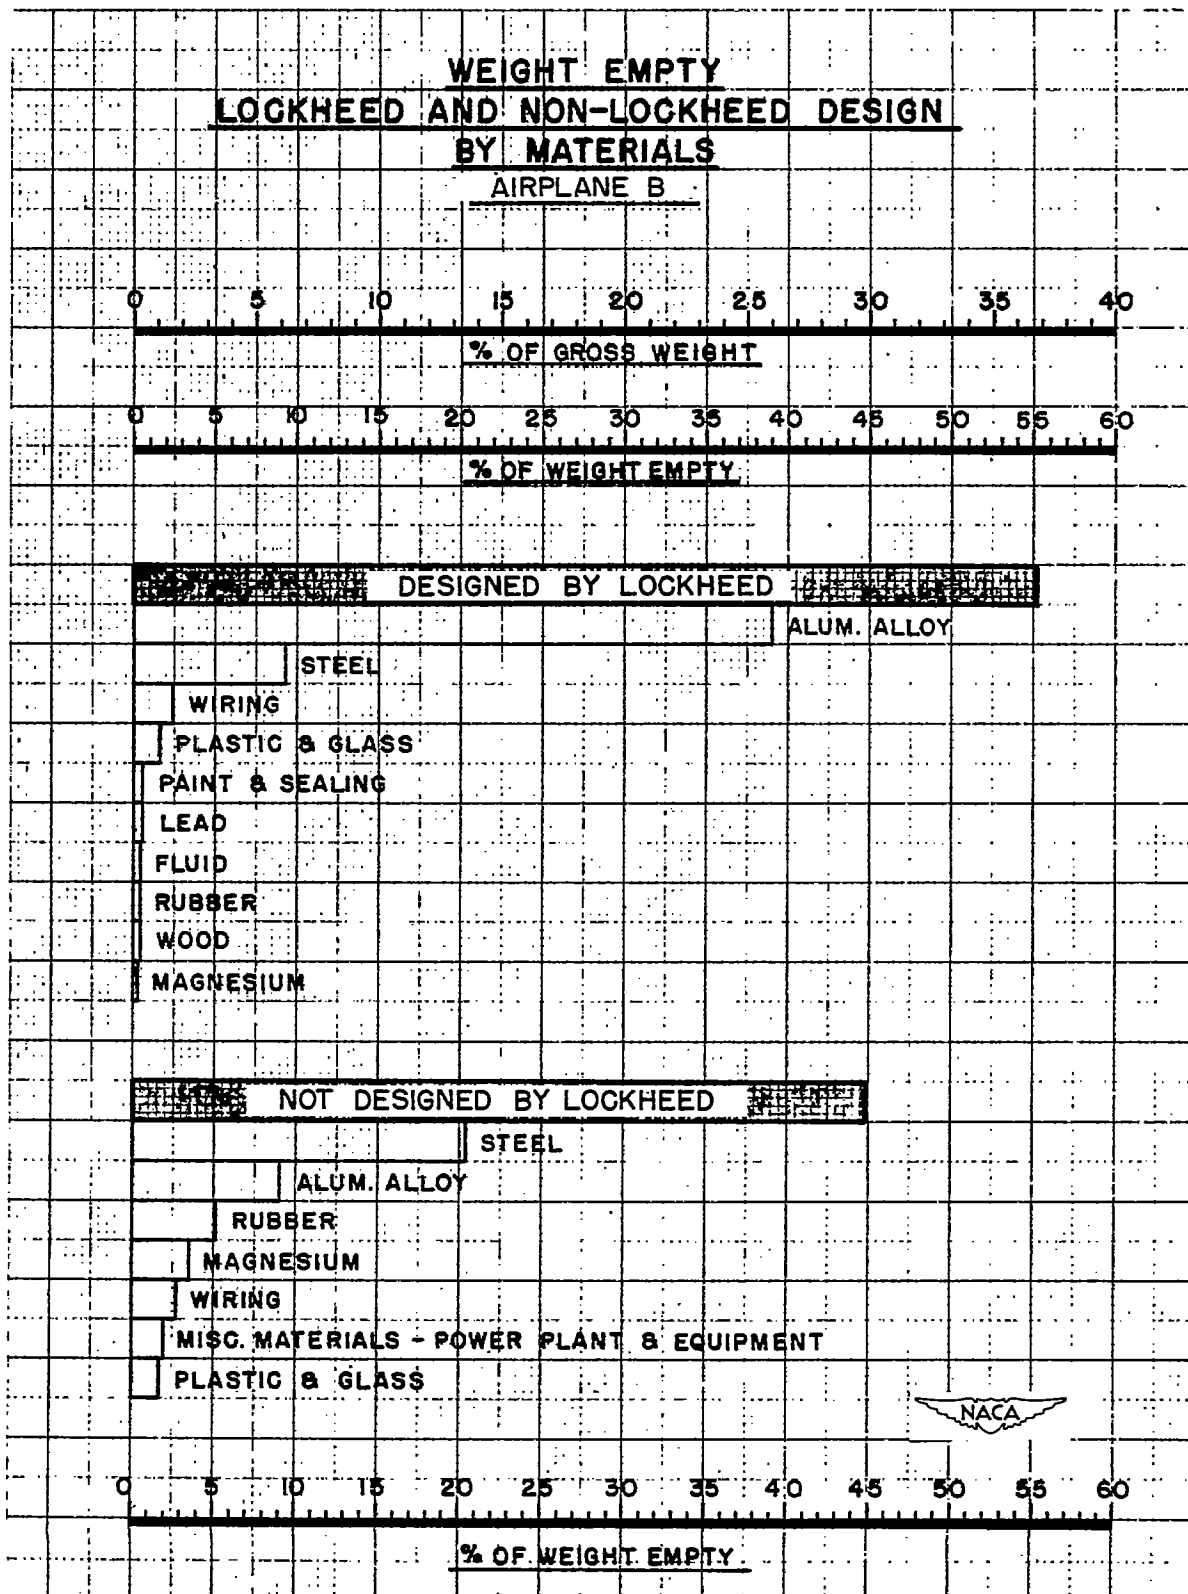 WEIGHT EMPTY
LOCKHEED AND NON-LOCKHEED DESIGN
BY MATERIALS
AIRPLANE B
0 5 10 15 20 25 30 35 40
% OF GROSS WEIGHT
0 5 10 15 20 25 30 35 40 45 50 55 60
% OF WEIGHT EMPTY
DESIGNED BY LOCKHEED
ALUM. ALLOY
STEEL
WIRING
PLASTIC & GLASS
PAINT & SEALING
LEAD
FLUID
RUBBER
WOOD
MAGNESIUM
NOT DESIGNED BY LOCKHEED
STEEL
ALUM. ALLOY
RUBBER
MAGNESIUM
WIRING
MISC. MATERIALS - POWER PLANT & EQUIPMENT
PLASTIC & GLASS
NACA
0 5 10 15 20 25 30 35 40 45 50 55 60
% OF WEIGHT EMPTY